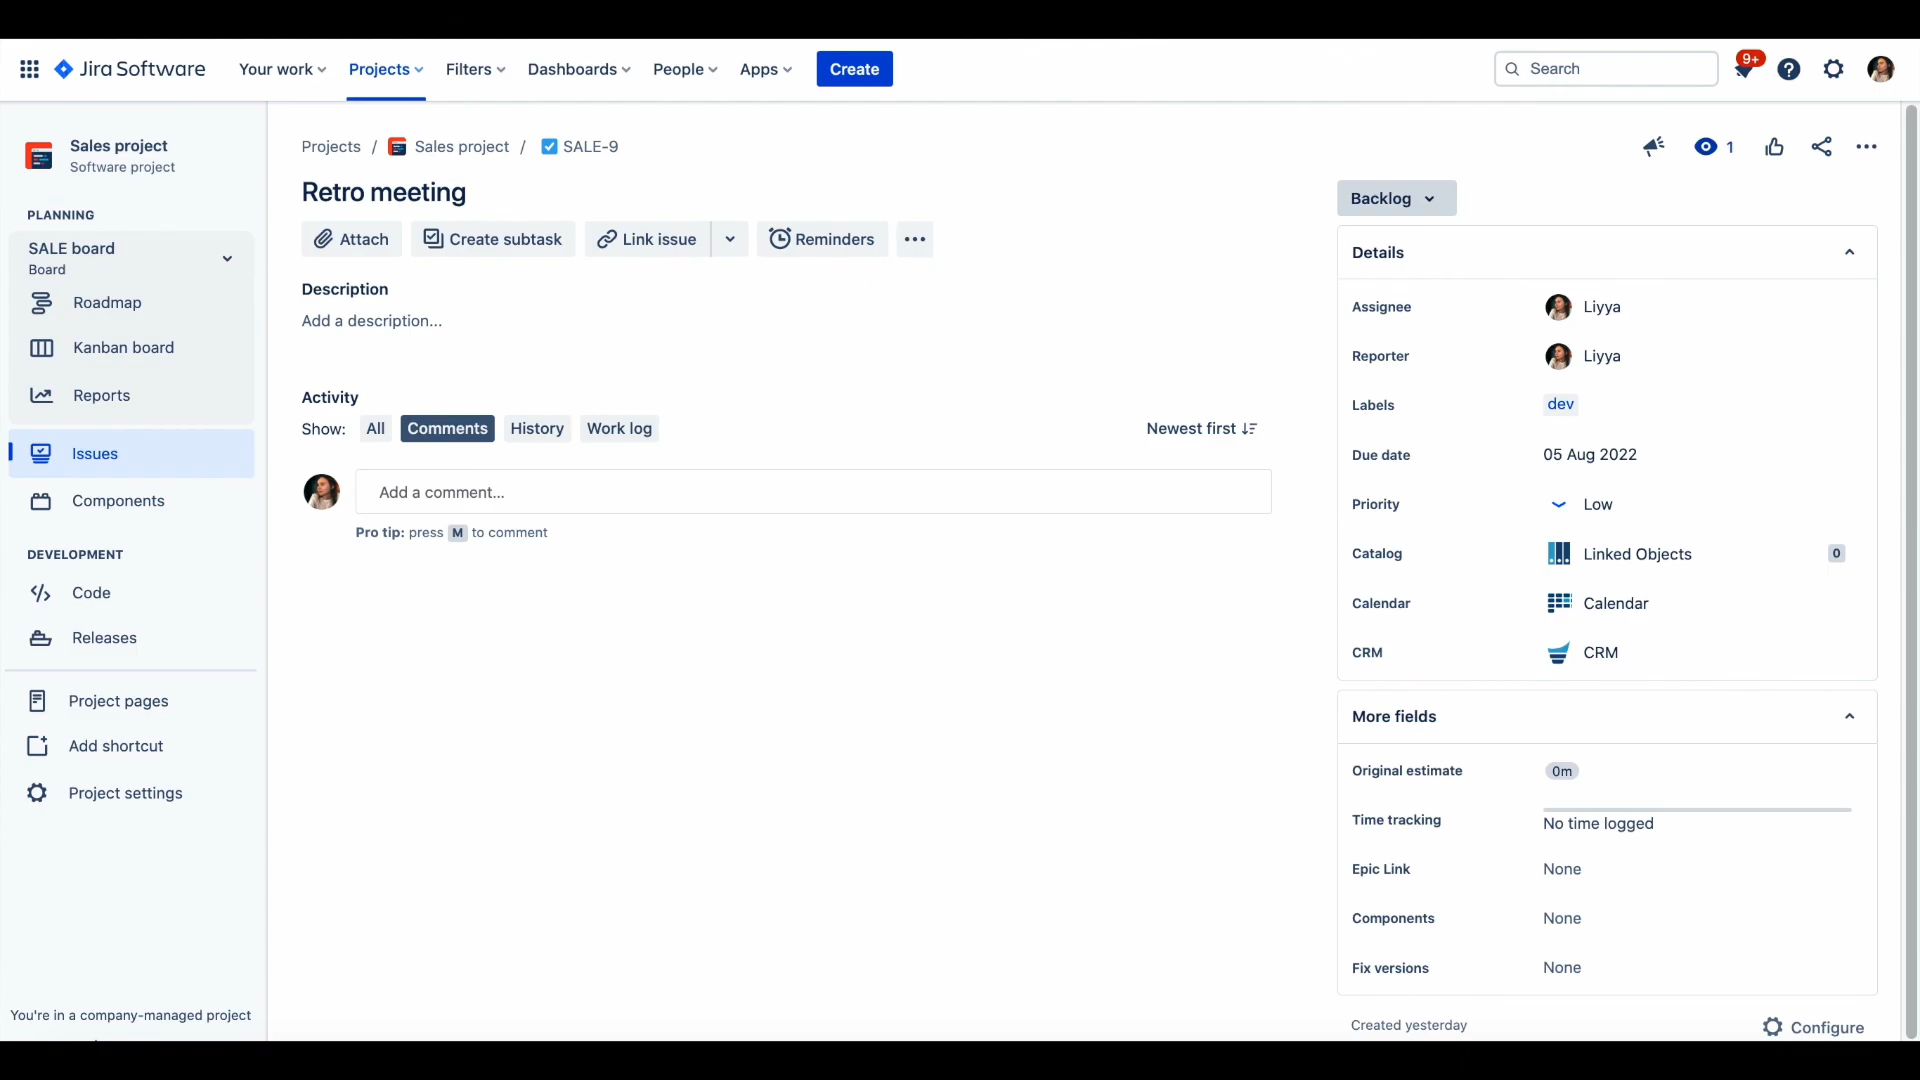 Jira Software
Your work
Projects
Filters
Dashboards
People
Apps
Create
Search
9+
Sales project
Software project
PLANNING
SALE board
Board
Roadmap
Kanban board
Reports
Issues
Components
DEVELOPMENT
Code
Releases
Project pages
Add shortcut
Project settings
You're in a company-managed project
Projects / Sales project / SALE-9
1
Retro meeting
Attach
Create subtask
Link issue
Reminders
Description
Add a description...
Activity
Show: All Comments History Work log
Newest first
Add a comment...
Pro tip: press M to comment
Backlog
Details
Assignee Liyya
Reporter Liyya
Labels dev
Due date 05 Aug 2022
Priority Low
Catalog Linked Objects 0
Calendar Calendar
CRM CRM
More fields
Original estimate 0m
Time tracking No time logged
Epic Link None
Components None
Fix versions None
Created yesterday
Configure